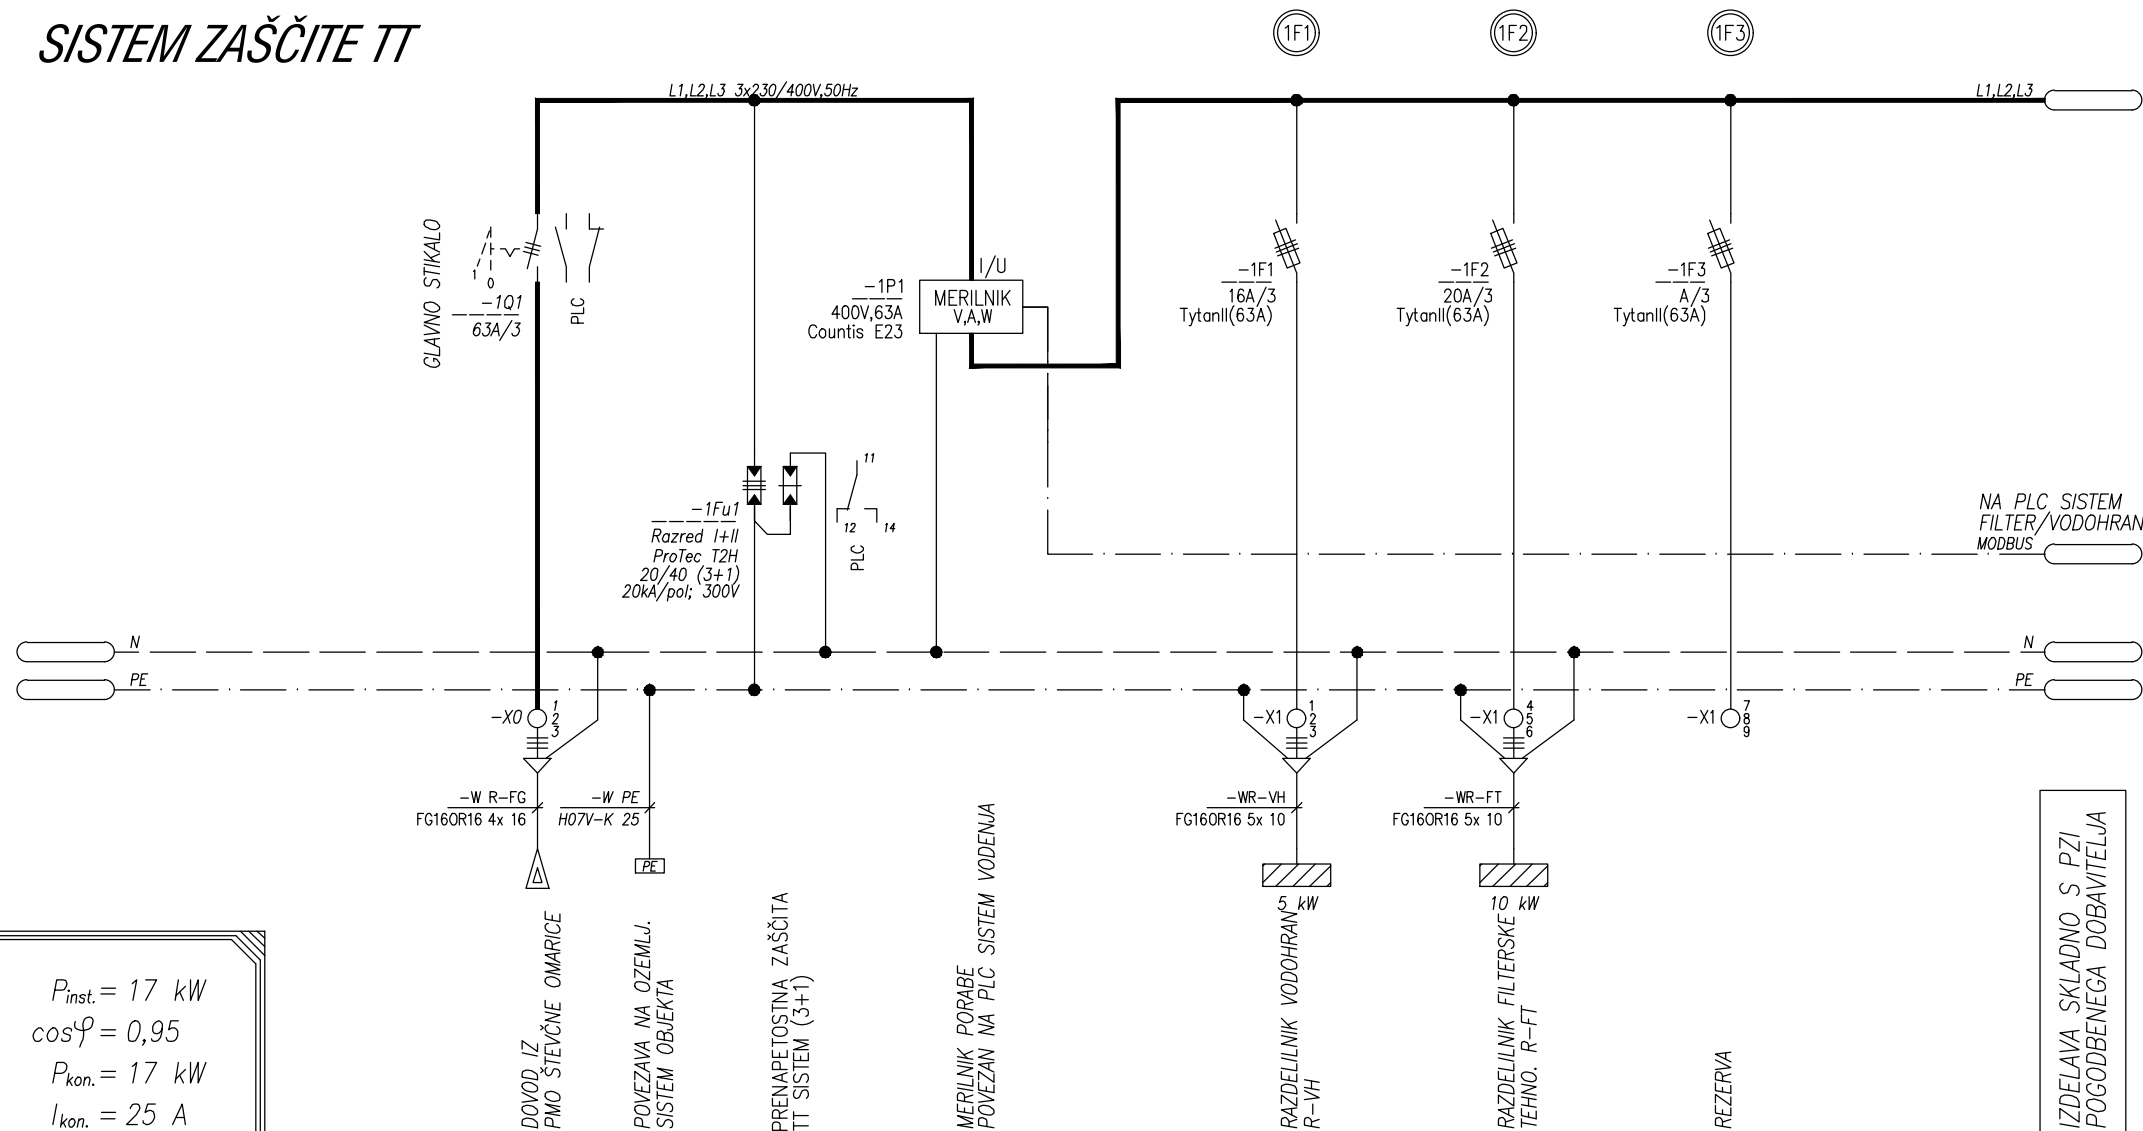 SISTEM ZAŠČITE TT
1F1
1F2
1F3
L1,L2,L3 3x230/400V,50Hz
L1,L2,L3
GLAVNO STIKALO
1
0
-1Q1
63A/3
PLC
-1P1
400V,63A
Countis E23
I/U
MERILNIK
V,A,W
-1F1
16A/3
TytanII(63A)
-1F2
20A/3
TytanII(63A)
-1F3
A/3
TytanII(63A)
-1Fu1
Razred I+II
ProTec T2H
20/40 (3+1)
20kA/pol; 300V
11
12
14
PLC
NA PLC SISTEM
FILTER/VODOHRAN
MODBUS
N
N
PE
PE
-X0
1
2
3
-X1
1
2
3
-X1
4
5
6
-X1
7
8
9
-W R-FG
FG16OR16 4x 16
-W PE
H07V-K 25
PE
-WR-VH
FG16OR16 5x 10
-WR-FT
FG16OR16 5x 10
5 kW
10 kW
DOVOD IZ
PMO ŠTEVČNE OMARICE
POVEZAVA NA OZEMLJ.
SISTEM OBJEKTA
PRENAPETOSTNA ZAŠČITA
TT SISTEM (3+1)
MERILNIK PORABE
POVEZAN NA PLC SISTEM VODENJA
RAZDELILNIK VODOHRAN
R-VH
RAZDELILNIK FILTERSKE
TEHNO. R-FT
REZERVA
IZDELAVA SKLADNO S PZI
POGODBENEGA DOBAVITELJA
Pinst.= 17 kW
cosφ= 0,95
Pkon.= 17 kW
Ikon. = 25 A